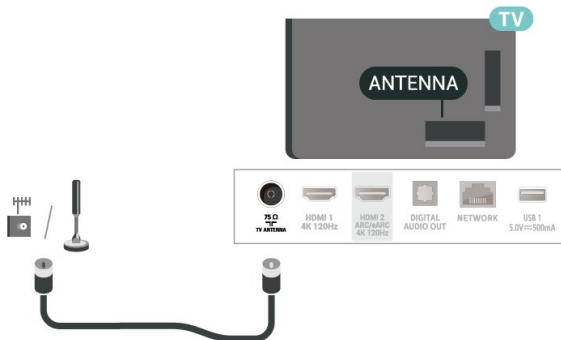 TV
ANTENNA
75 Ω
TV ANTENNA
HDMI 1
4K 120Hz
HDMI 2
ARC/eARC
4K 120Hz
DIGITAL
AUDIO OUT
NETWORK
USB 1
5.0V⎓500mA